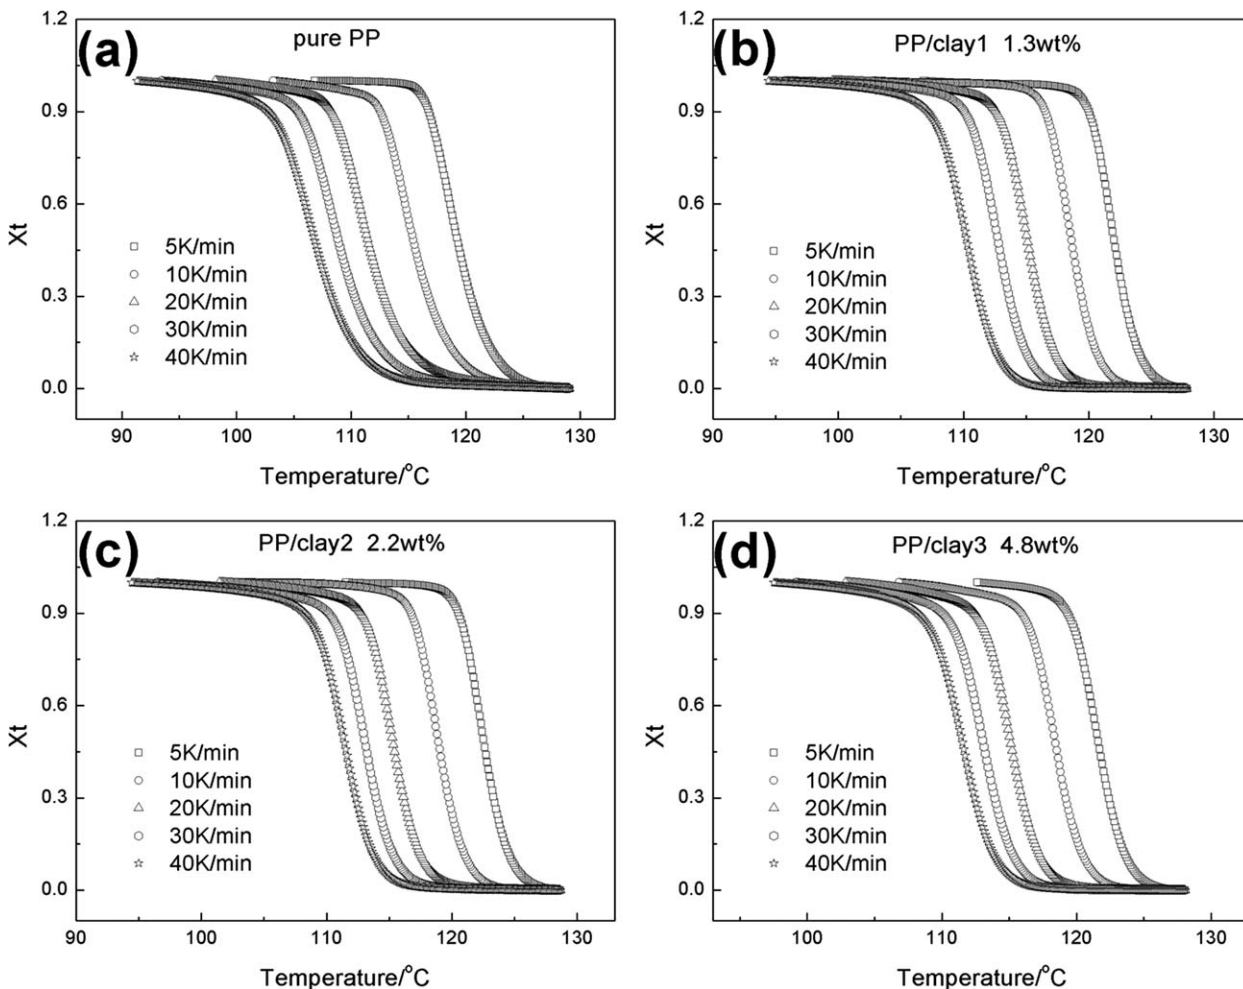 (a)
pure PP
1.2
0.9
0.6
0.3
0.0
Xt
5K/min
10K/min
20K/min
30K/min
40K/min
90 100 110 120 130
Temperature/°C
(b)
PP/clay1 1.3wt%
1.2
0.9
0.6
0.3
0.0
Xt
5K/min
10K/min
20K/min
30K/min
40K/min
90 100 110 120 130
Temperature/°C
(c)
PP/clay2 2.2wt%
1.2
0.9
0.6
0.3
0.0
Xt
5K/min
10K/min
20K/min
30K/min
40K/min
90 100 110 120 130
Temperature/°C
(d)
PP/clay3 4.8wt%
1.2
0.9
0.6
0.3
0.0
Xt
5K/min
10K/min
20K/min
30K/min
40K/min
100 110 120 130
Temperature/°C